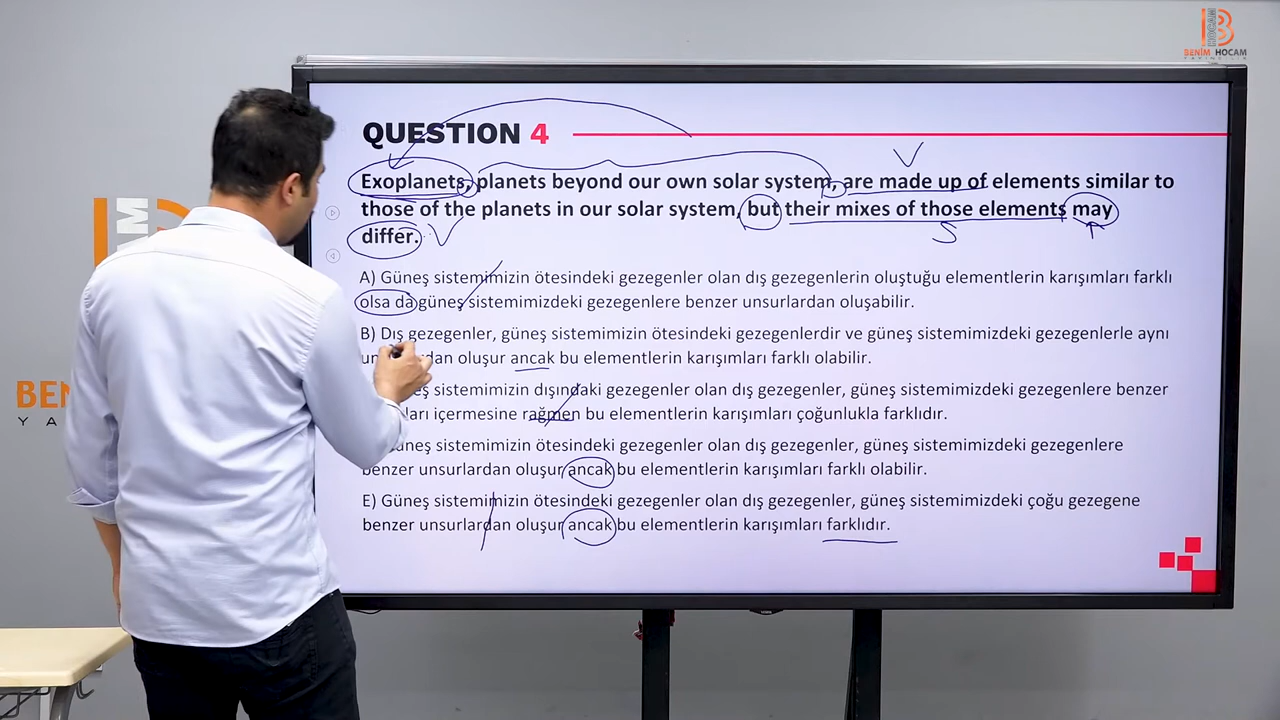 BENİM HOCAM
YAYINCILIK
QUESTION 4
Exoplanets, planets beyond our own solar system, are made up of elements similar to
those of the planets in our solar system, but their mixes of those elements may
differ.
V
V
S
A) Güneş sistemimizin ötesindeki gezegenler olan dış gezegenlerin oluştuğu elementlerin karışımları farklı
olsa da güneş sistemimizdeki gezegenlere benzer unsurlardan oluşabilir.
B) Dış gezegenler, güneş sistemimizin ötesindeki gezegenlerdir ve güneş sistemimizdeki gezegenlerle aynı
oluşur ancak bu elementlerin karışımları farklı olabilir.
sistemimizin dışındaki gezegenler olan dış gezegenler, güneş sistemimizdeki gezegenlere benzer
içermesine rağmen bu elementlerin karışımları çoğunlukla farklıdır.
Güneş sistemimizin ötesindeki gezegenler olan dış gezegenler, güneş sistemimizdeki gezegenlere
benzer unsurlardan oluşur ancak bu elementlerin karışımları farklı olabilir.
E) Güneş sistemimizin ötesindeki gezegenler olan dış gezegenler, güneş sistemimizdeki çoğu gezegene
benzer unsurlardan oluşur ancak bu elementlerin karışımları farklıdır.
BEN
YA